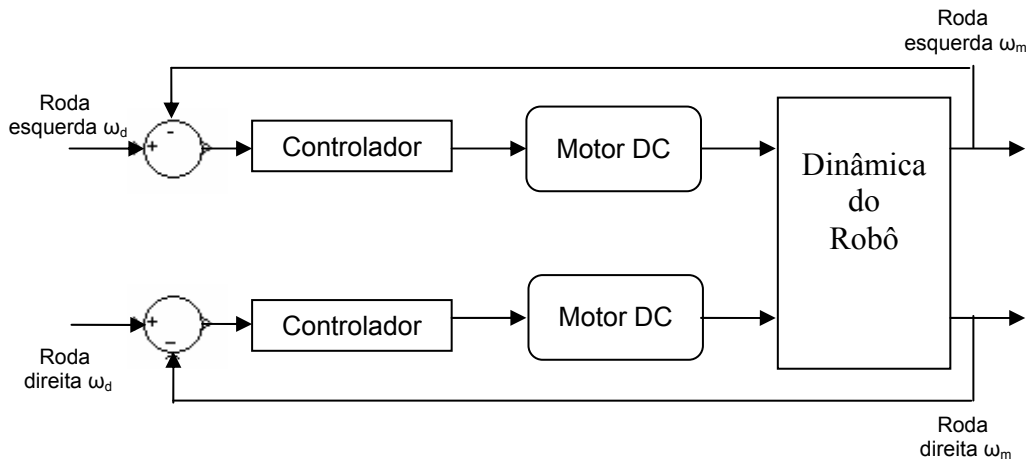 Roda
esquerda ωm
Roda
esquerda ωd
-
+
Controlador
Motor DC
Dinâmica
do
Robô
+
-
Controlador
Motor DC
Roda
direita ωd
Roda
direita ωm